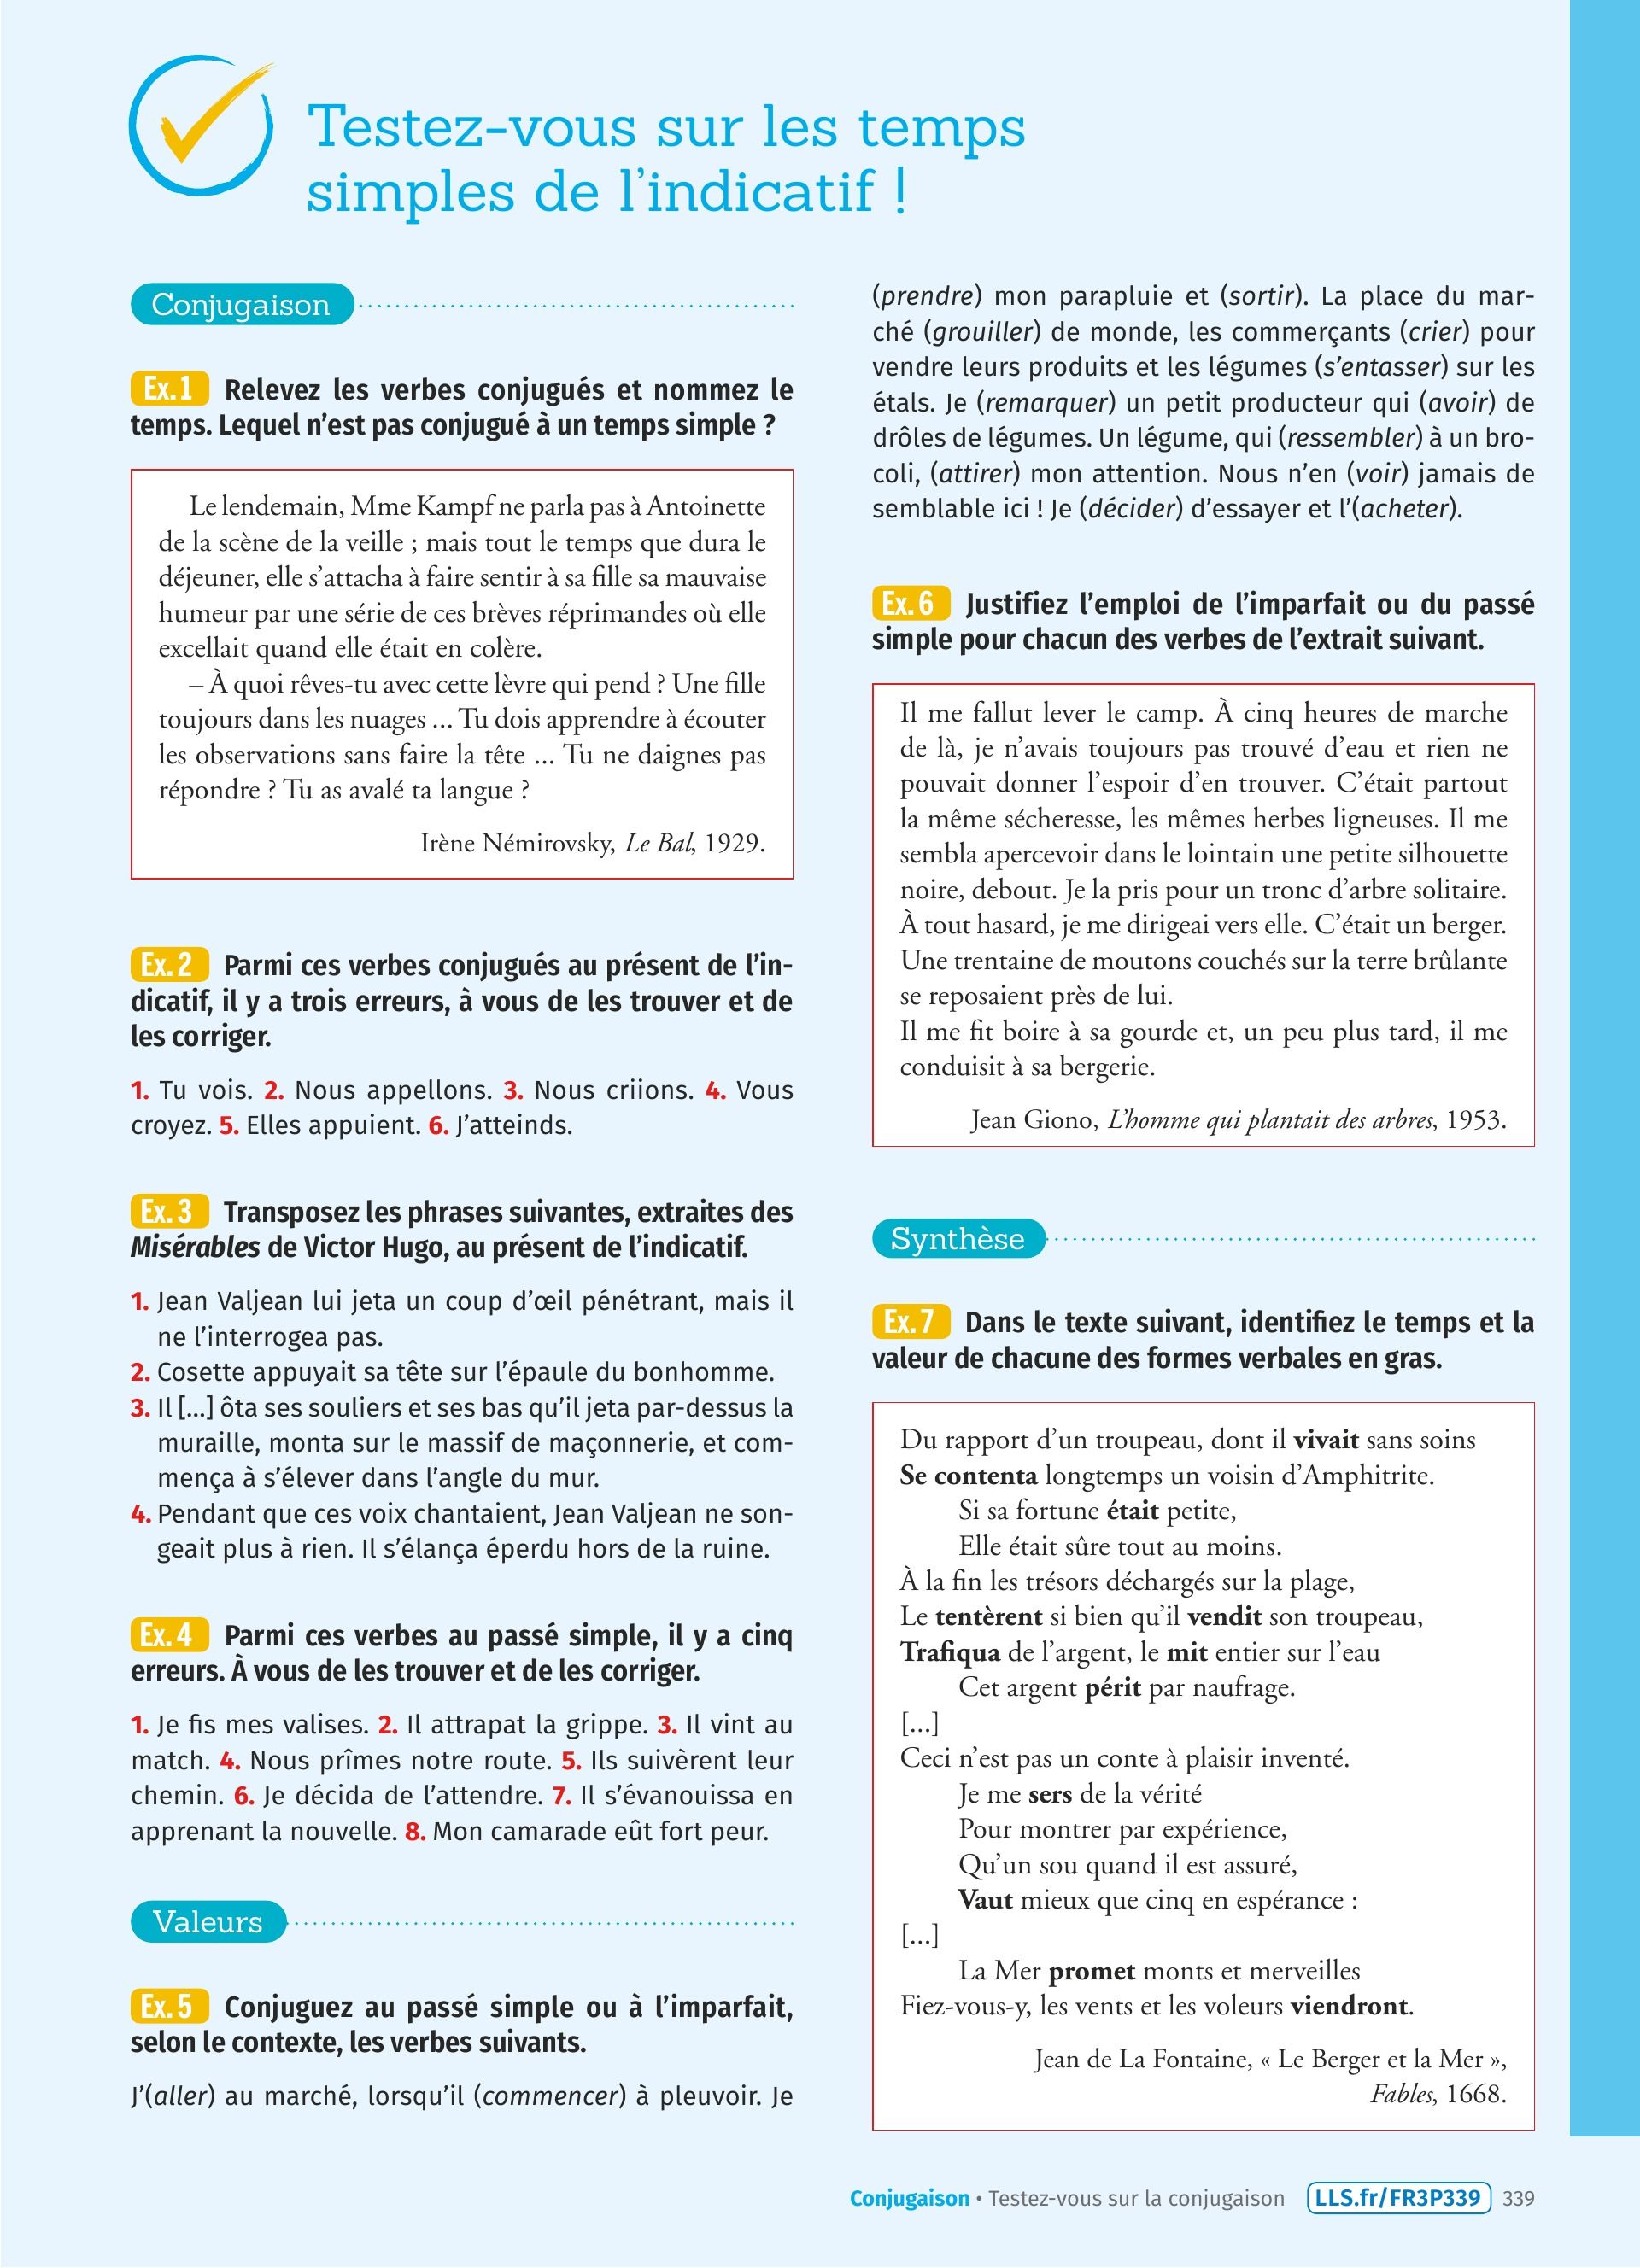 Testez-vous sur les temps
simples de l'indicatif !
Conjugaison
Ex. 1 Relevez les verbes conjugués et nommez le
temps. Lequel n'est pas conjugué à un temps simple ?
Le lendemain, Mme Kampf ne parla pas à Antoinette
de la scène de la veille ; mais tout le temps que dura le
déjeuner, elle s'attacha à faire sentir à sa fille sa mauvaise
humeur par une série de ces brèves réprimandes où elle
excellait quand elle était en colère.
– À quoi rêves-tu avec cette lèvre qui pend ? Une fille
toujours dans les nuages ... Tu dois apprendre à écouter
les observations sans faire la tête ... Tu ne daignes pas
répondre ? Tu as avalé ta langue ?
Irène Némirovsky, Le Bal, 1929.
Ex. 2 Parmi ces verbes conjugués au présent de l'in-
dicatif, il y a trois erreurs, à vous de les trouver et de
les corriger.
1. Tu vois. 2. Nous appellons. 3. Nous criions. 4. Vous
croyez. 5. Elles appuient. 6. J'atteinds.
Ex. 3 Transposez les phrases suivantes, extraites des
Misérables de Victor Hugo, au présent de l'indicatif.
1. Jean Valjean lui jeta un coup d'œil pénétrant, mais il
ne l'interrogea pas.
2. Cosette appuyait sa tête sur l'épaule du bonhomme.
3. Il [...] ôta ses souliers et ses bas qu'il jeta par-dessus la
muraille, monta sur le massif de maçonnerie, et com-
mença à s'élever dans l'angle du mur.
4. Pendant que ces voix chantaient, Jean Valjean ne son-
geait plus à rien. Il s'élança éperdu hors de la ruine.
Ex. 4 Parmi ces verbes au passé simple, il y a cinq
erreurs. À vous de les trouver et de les corriger.
1. Je fis mes valises. 2. Il attrapat la grippe. 3. Il vint au
match. 4. Nous prîmes notre route. 5. Ils suivèrent leur
chemin. 6. Je décida de l'attendre. 7. Il s'évanouissa en
apprenant la nouvelle. 8. Mon camarade eût fort peur.
Valeurs
Ex. 5 Conjuguez au passé simple ou à l'imparfait,
selon le contexte, les verbes suivants.
J'(aller) au marché, lorsqu'il (commencer) à pleuvoir. Je
(prendre) mon parapluie et (sortir). La place du mar-
ché (grouiller) de monde, les commerçants (crier) pour
vendre leurs produits et les légumes (s'entasser) sur les
étals. Je (remarquer) un petit producteur qui (avoir) de
drôles de légumes. Un légume, qui (ressembler) à un bro-
coli, (attirer) mon attention. Nous n'en (voir) jamais de
semblable ici ! Je (décider) d'essayer et l'(acheter).
Ex. 6 Justifiez l'emploi de l'imparfait ou du passé
simple pour chacun des verbes de l'extrait suivant.
Il me fallut lever le camp. À cinq heures de marche
de là, je n'avais toujours pas trouvé d'eau et rien ne
pouvait donner l'espoir d'en trouver. C'était partout
la même sécheresse, les mêmes herbes ligneuses. Il me
sembla apercevoir dans le lointain une petite silhouette
noire, debout. Je la pris pour un tronc d'arbre solitaire.
À tout hasard, je me dirigeai vers elle. C'était un berger.
Une trentaine de moutons couchés sur la terre brûlante
se reposaient près de lui.
Il me fit boire à sa gourde et, un peu plus tard, il me
conduisit à sa bergerie.
Jean Giono, L'homme qui plantait des arbres, 1953.
Synthèse
Ex. 7 Dans le texte suivant, identifiez le temps et la
valeur de chacune des formes verbales en gras.
Du rapport d'un troupeau, dont il vivait sans soins
Se contenta longtemps un voisin d'Amphitrite.
Si sa fortune était petite,
Elle était sûre tout au moins.
À la fin les trésors déchargés sur la plage,
Le tentèrent si bien qu'il vendit son troupeau,
Trafiqua de l'argent, le mit entier sur l'eau
Cet argent périt par naufrage.
[...]
Ceci n'est pas un conte à plaisir inventé.
Je me sers de la vérité
Pour montrer par expérience,
Qu'un sou quand il est assuré,
Vaut mieux que cinq en espérance :
[...]
La Mer promet monts et merveilles
Fiez-vous-y, les vents et les voleurs viendront.
Jean de La Fontaine, « Le Berger et la Mer »,
Fables, 1668.
Conjugaison • Testez-vous sur la conjugaison LLS.fr/FR3P339 339